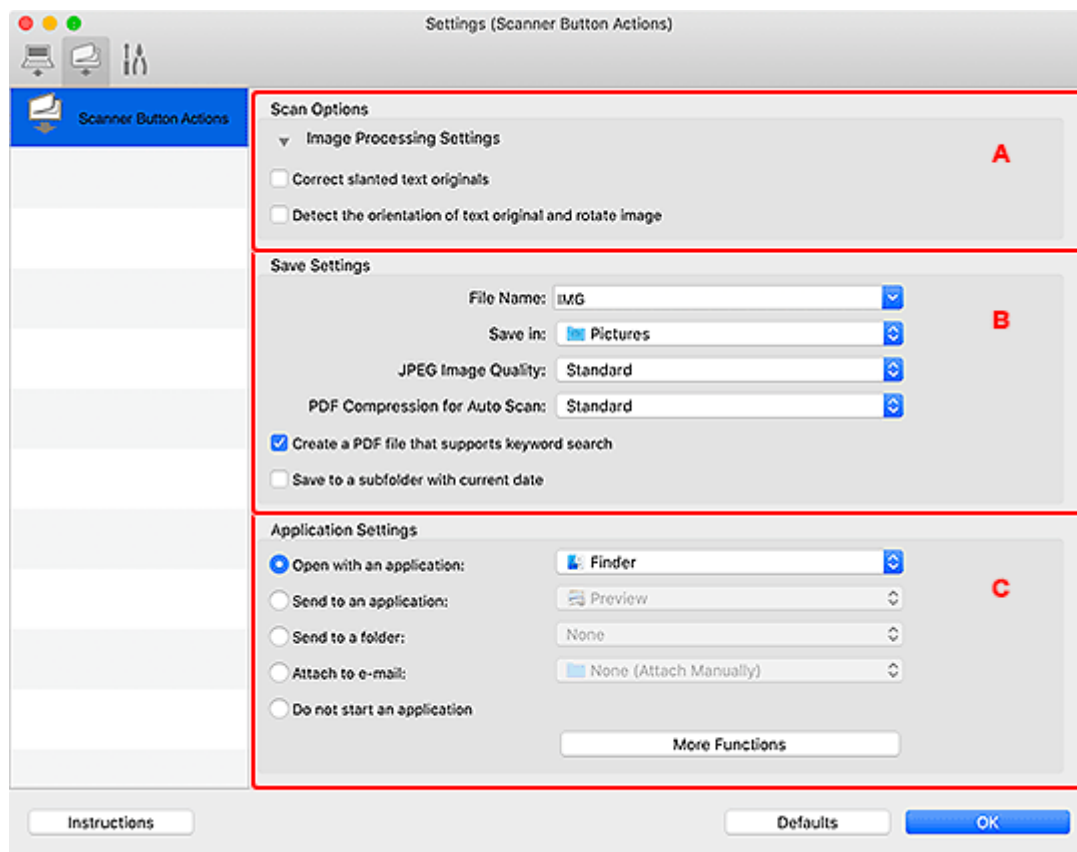 Settings (Scanner Button Actions)
Scanner Button Actions
Scan Options
Image Processing Settings
A
Correct slanted text originals
Detect the orientation of text original and rotate image
Save Settings
File Name: IMG
B
Save in: Pictures
JPEG Image Quality: Standard
PDF Compression for Auto Scan: Standard
Create a PDF file that supports keyword search
Save to a subfolder with current date
Application Settings
Open with an application: Finder
C
Send to an application: Preview
Send to a folder: None
Attach to e-mail: None (Attach Manually)
Do not start an application
More Functions
Instructions Defaults OK